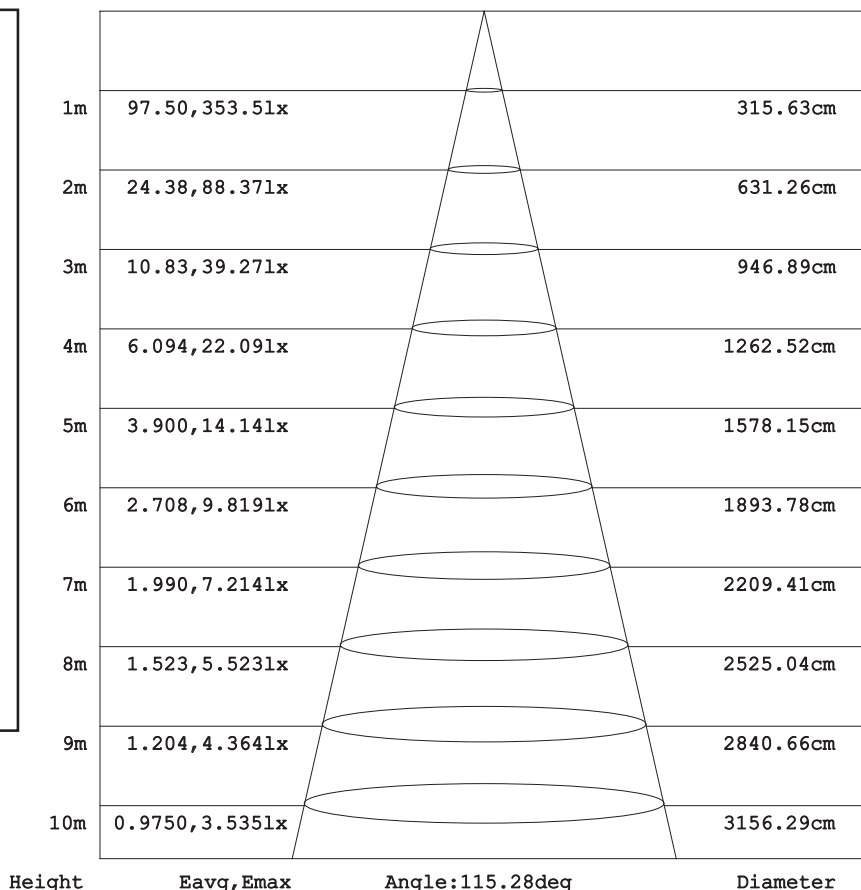 1m 97.50,353.5lx 315.63cm
2m 24.38,88.37lx 631.26cm
3m 10.83,39.27lx 946.89cm
4m 6.094,22.09lx 1262.52cm
5m 3.900,14.14lx 1578.15cm
6m 2.708,9.819lx 1893.78cm
7m 1.990,7.214lx 2209.41cm
8m 1.523,5.523lx 2525.04cm
9m 1.204,4.364lx 2840.66cm
10m 0.9750,3.535lx 3156.29cm
Height Eavg,Emax Angle:115.28deg Diameter